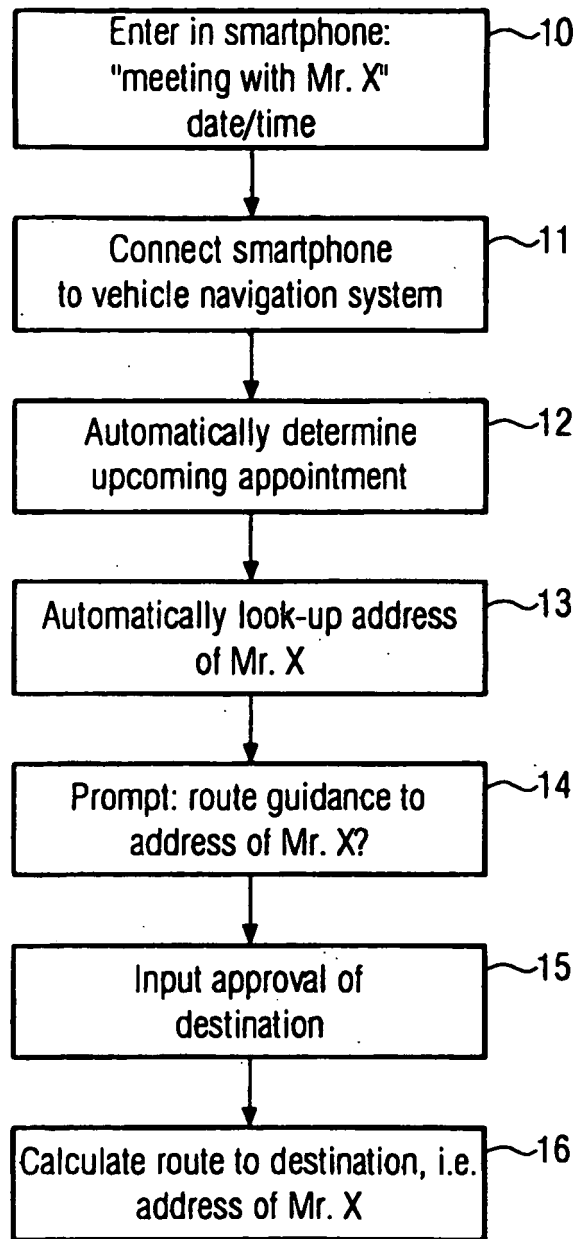 Enter in smartphone:
10
"meeting with Mr. X"
date/time
Connect smartphone
11
to vehicle navigation system
Automatically determine
12
upcoming appointment
Automatically look-up address
13
of Mr. X
Prompt: route guidance to
14
address of Mr. X?
Input approval of
15
destination
Calculate route to destination, i.e.
16
address of Mr. X